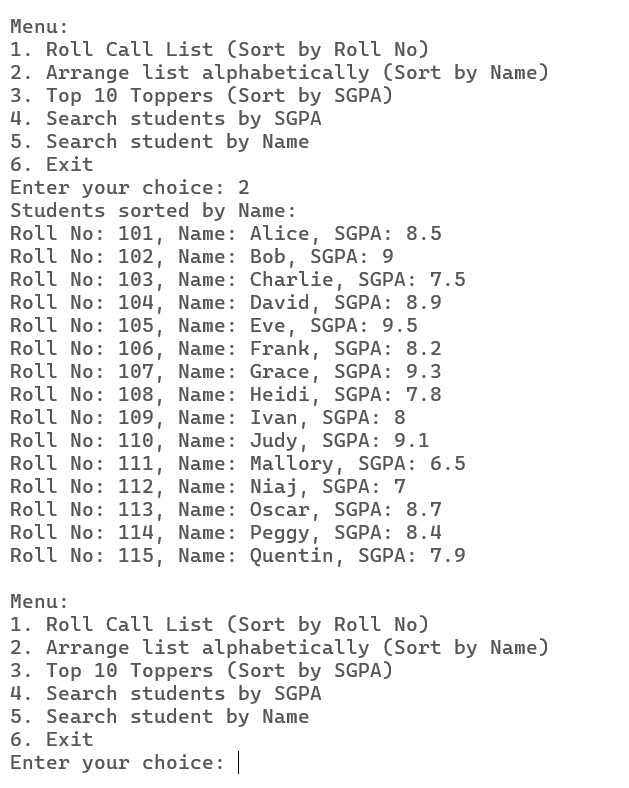 Menu:
1. Roll Call List (Sort by Roll No)
2. Arrange list alphabetically (Sort by Name)
3. Top 10 Toppers (Sort by SGPA)
4. Search students by SGPA
5. Search student by Name
6. Exit
Enter your choice: 2
Students sorted by Name:
Roll No: 101, Name: Alice, SGPA: 8.5
Roll No: 102, Name: Bob, SGPA: 9
Roll No: 103, Name: Charlie, SGPA: 7.5
Roll No: 104, Name: David, SGPA: 8.9
Roll No: 105, Name: Eve, SGPA: 9.5
Roll No: 106, Name: Frank, SGPA: 8.2
Roll No: 107, Name: Grace, SGPA: 9.3
Roll No: 108, Name: Heidi, SGPA: 7.8
Roll No: 109, Name: Ivan, SGPA: 8
Roll No: 110, Name: Judy, SGPA: 9.1
Roll No: 111, Name: Mallory, SGPA: 6.5
Roll No: 112, Name: Niaj, SGPA: 7
Roll No: 113, Name: Oscar, SGPA: 8.7
Roll No: 114, Name: Peggy, SGPA: 8.4
Roll No: 115, Name: Quentin, SGPA: 7.9

Menu:
1. Roll Call List (Sort by Roll No)
2. Arrange list alphabetically (Sort by Name)
3. Top 10 Toppers (Sort by SGPA)
4. Search students by SGPA
5. Search student by Name
6. Exit
Enter your choice: